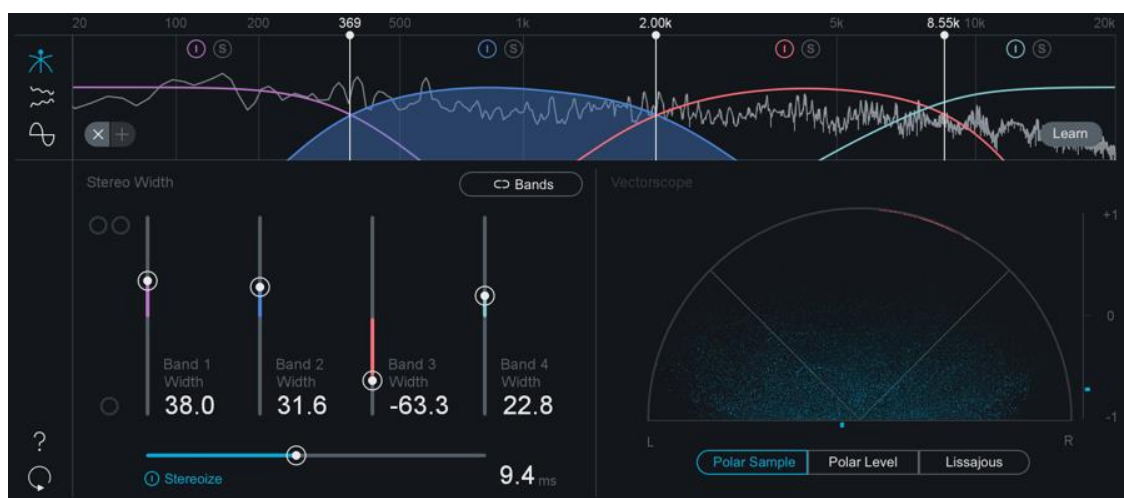 20 100 200 369 500 1k 2.00k 5k 8.55k 10k 20k
I S I S I S I S
Learn
Stereo Width
Bands
Vectorscope
+1
0
-1
Band 1 Width
38.0
Band 2 Width
31.6
Band 3 Width
-63.3
Band 4 Width
22.8
L R
?
Stereoize
9.4 ms
Polar Sample Polar Level Lissajous